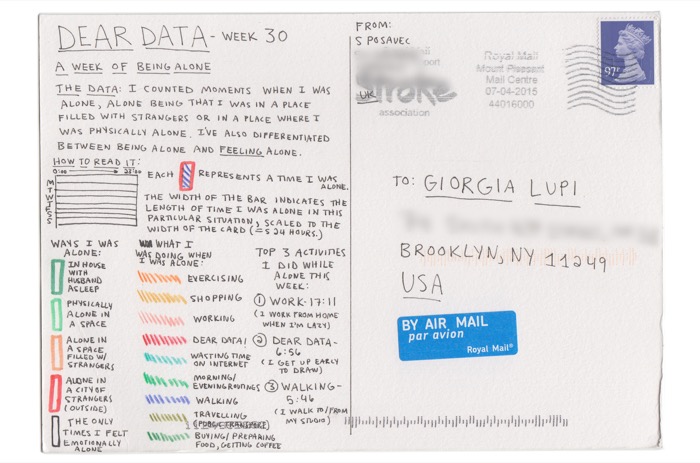 DEAR DATA - WEEK 30
A WEEK OF BEING ALONE
THE DATA: I COUNTED MOMENTS WHEN I WAS
ALONE, ALONE BEING THAT I WAS IN A PLACE
FILLED WITH STRANGERS OR IN A PLACE WHERE I
WAS PHYSICALLY ALONE. I'VE ALSO DIFFERENTIATED
BETWEEN BEING ALONE AND FEELING ALONE.
HOW TO READ IT:
0:00 23:00
M
T
W
T
F
S
S
EACH REPRESENTS A TIME I WAS
ALONE.
THE WIDTH OF THE BAR INDICATES THE
LENGTH OF TIME I WAS ALONE IN THIS
PARTICULAR SITUATION, SCALED TO THE
WIDTH OF THE CARD (= 24 HOURS.)
WAYS I WAS
ALONE:
IN HOUSE
WITH
HUSBAND
ASLEEP
PHYSICALLY
ALONE IN
A SPACE
ALONE IN
A SPACE
FILLED W/
STRANGERS
ALONE IN
A CITY OF
STRANGERS
(OUTSIDE)
THE ONLY
TIMES I FELT
EMOTIONALLY
ALONE
WHAT I
WAS DOING WHEN
I WAS ALONE:
EXERCISING
SHOPPING
WORKING
DEAR DATA!
WASTING TIME
ON INTERNET
MORNING/
EVENING ROUTINES
WALKING
TRAVELLING
(PUBLIC TRANSPORT)
BUYING/PREPARING
FOOD, GETTING COFFEE
TOP 3 ACTIVITIES
I DID WHILE
ALONE THIS
WEEK:
① WORK-17:11
(I WORK FROM HOME
WHEN I'M LAZY)
② DEAR DATA-
6:56
(I GET UP EARLY
TO DRAW)
③ WALKING-
5:46
(I WALK TO/FROM
MY STUDIO)
FROM:
S POSAVEC
UK
stroke
association
Royal Mail
Mount Pleasant
Mail Centre
07-04-2015
44016000
97P
TO: GIORGIA LUPI
BROOKLYN, NY 11249
USA
BY AIR MAIL
par avion
Royal Mail®